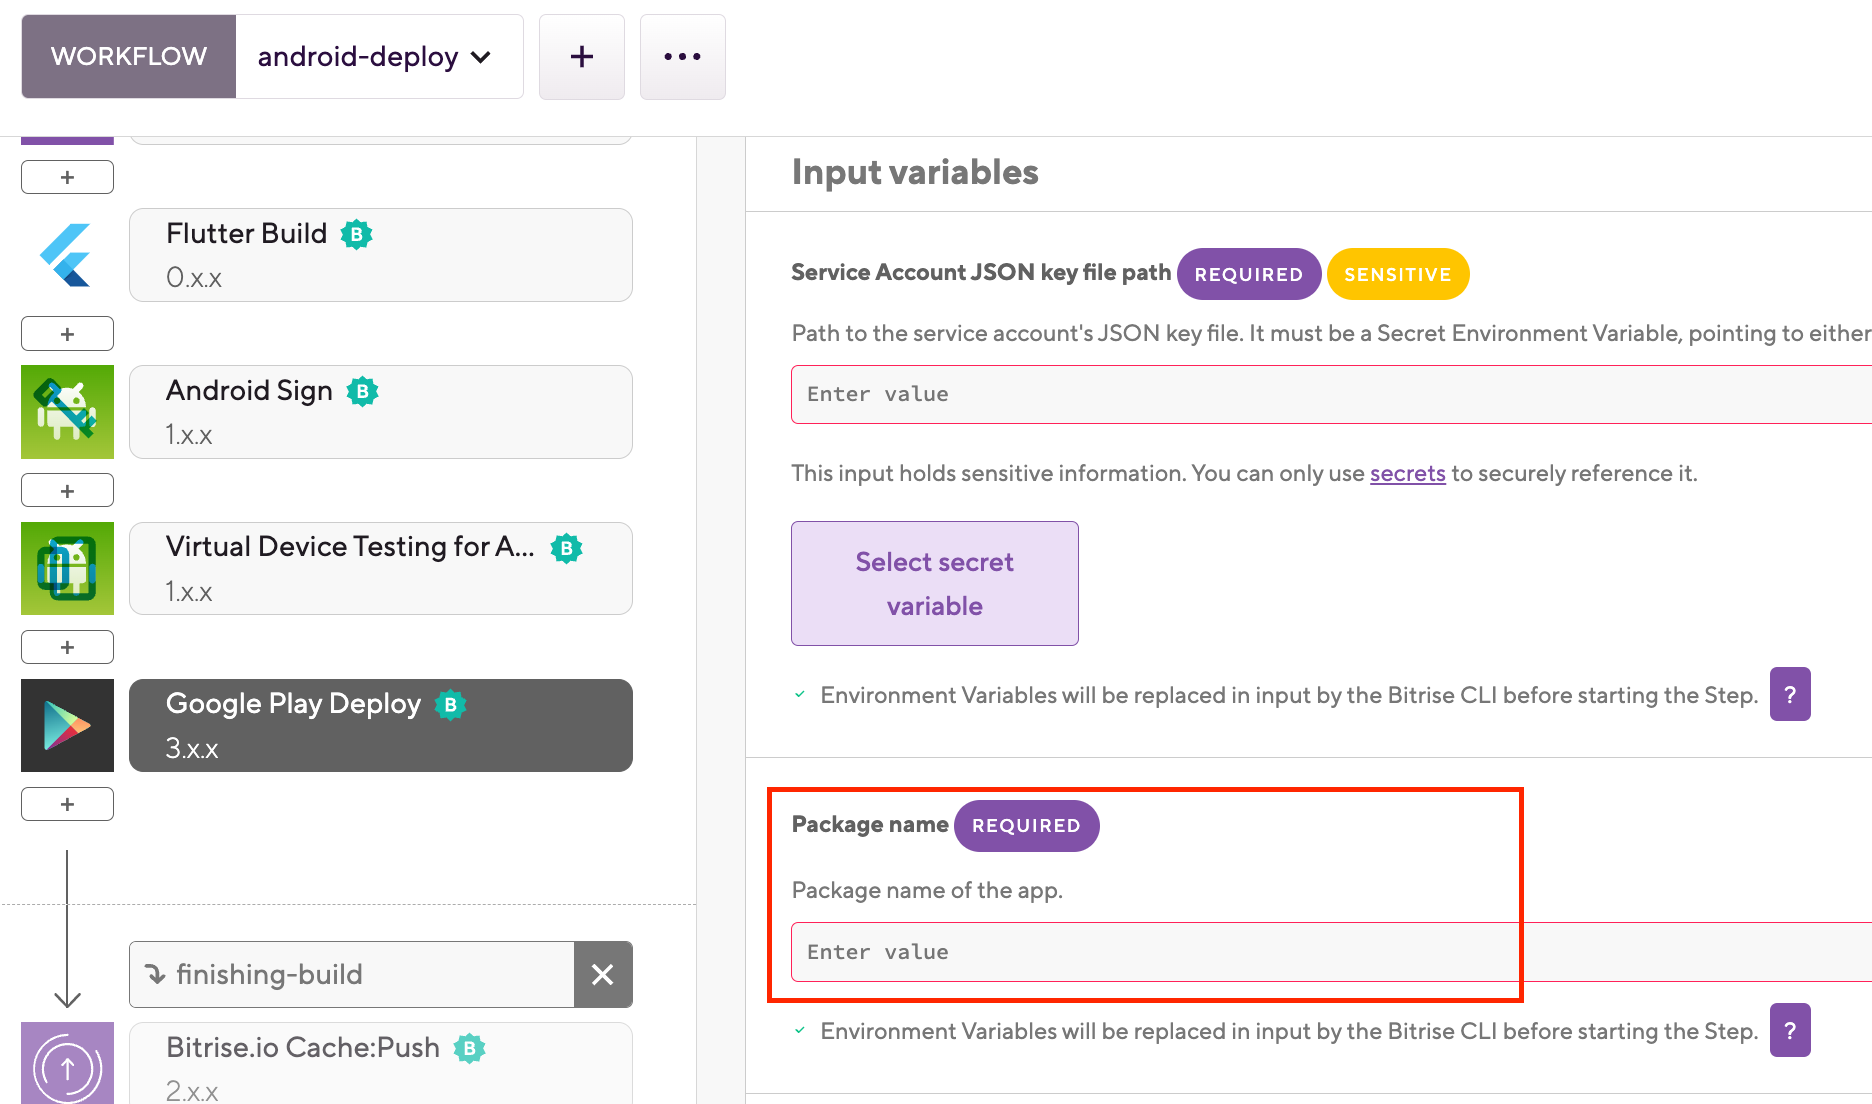 WORKFLOW
android-deploy
+
Flutter Build
0.x.x
+
Android Sign
1.x.x
+
Virtual Device Testing for A...
1.x.x
+
Google Play Deploy
3.x.x
+
finishing-build
Bitrise.io Cache:Push
2.x.x
Input variables
Service Account JSON key file path REQUIRED SENSITIVE
Path to the service account's JSON key file. It must be a Secret Environment Variable, pointing to either
Enter value
This input holds sensitive information. You can only use secrets to securely reference it.
Select secret
variable
Environment Variables will be replaced in input by the Bitrise CLI before starting the Step. ?
Package name REQUIRED
Package name of the app.
Enter value
Environment Variables will be replaced in input by the Bitrise CLI before starting the Step. ?